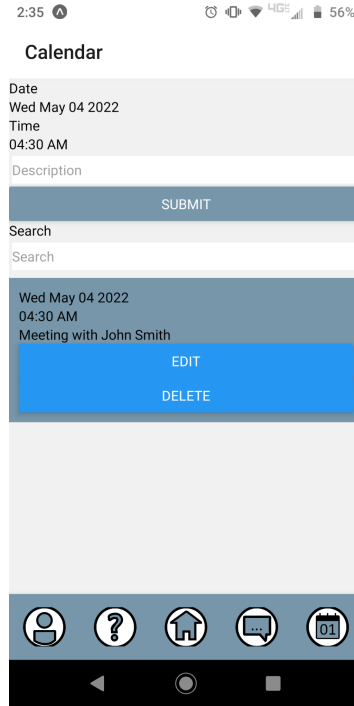 2:35
4G
56%
Calendar
Date
Wed May 04 2022
Time
04:30 AM
Description
SUBMIT
Search
Search
Wed May 04 2022
04:30 AM
Meeting with John Smith
EDIT
DELETE
?
...
01